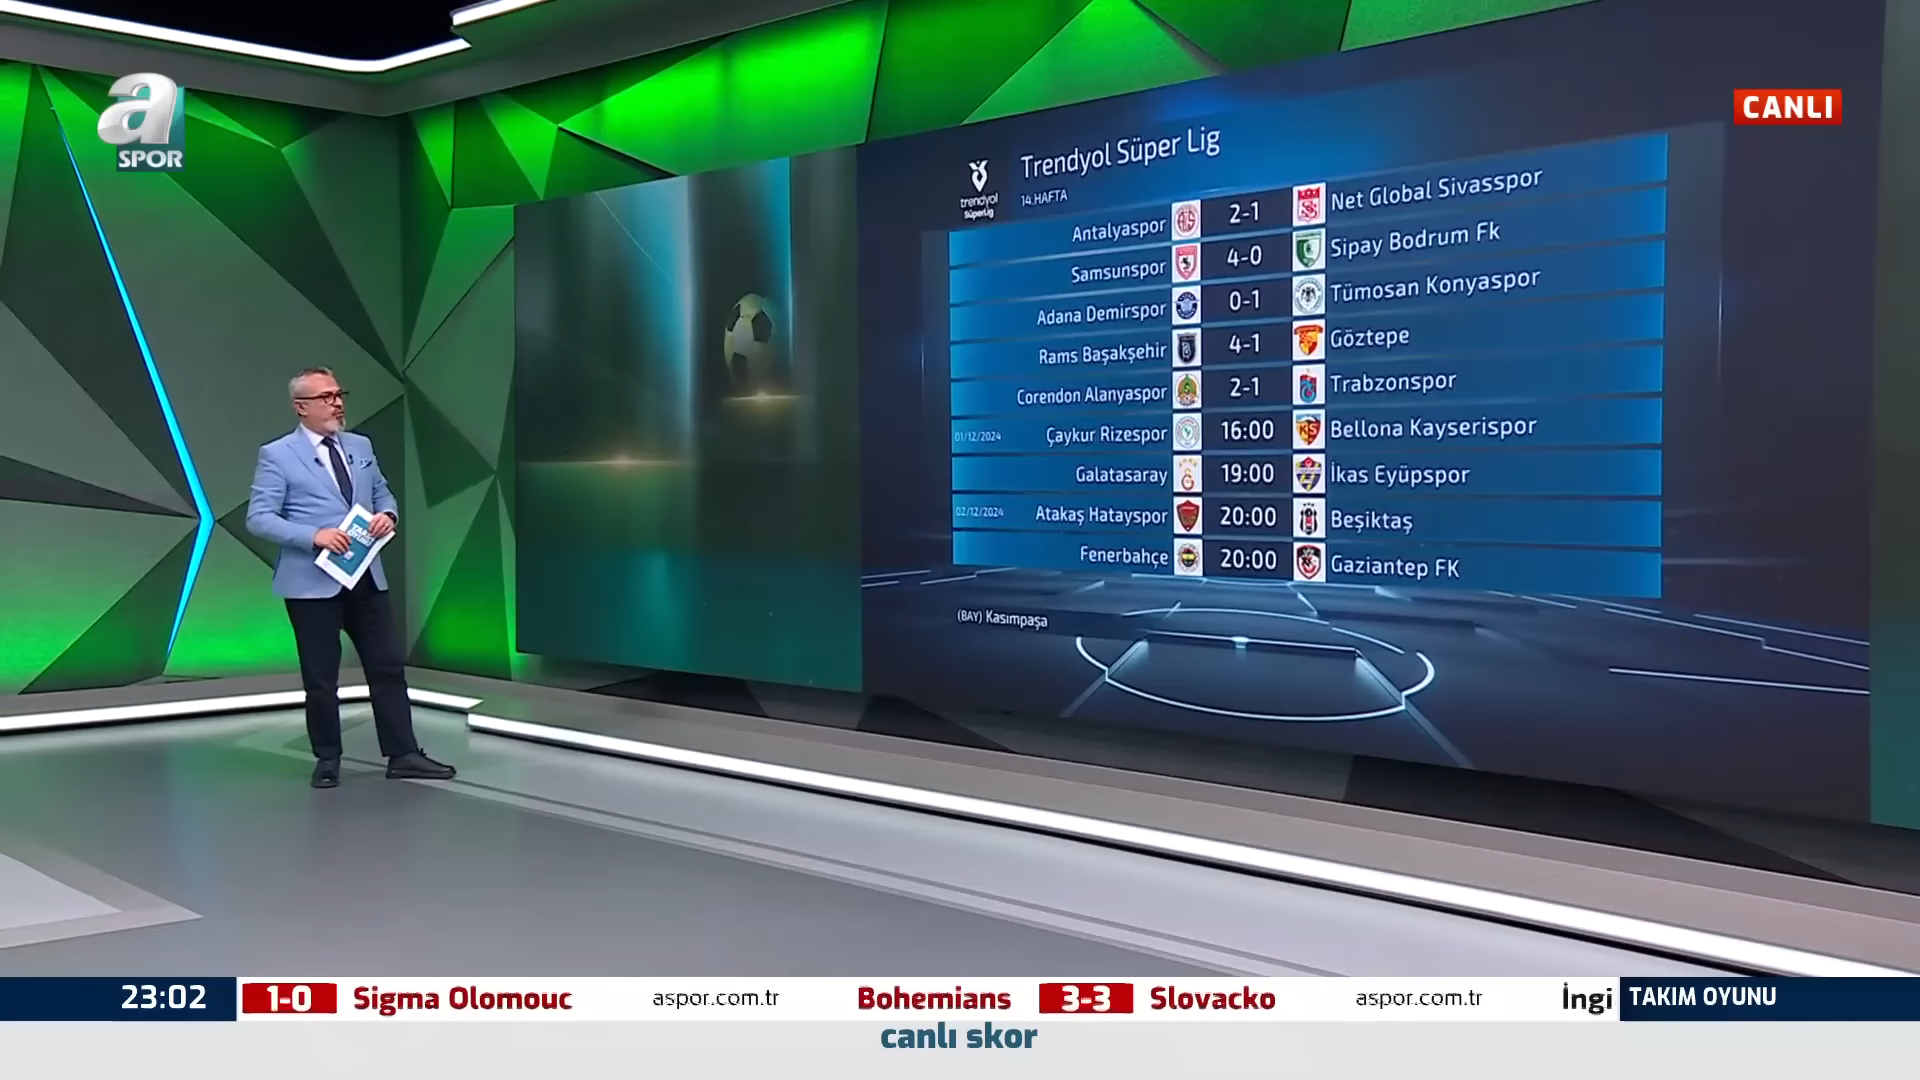 a
SPOR
CANLI
trendyol
SüperLig
Trendyol Süper Lig
14.HAFTA
Antalyaspor 2-1 Net Global Sivasspor
Samsunspor 4-0 Sipay Bodrum Fk
Adana Demirspor 0-1 Tümosan Konyaspor
Rams Başakşehir 4-1 Göztepe
Corendon Alanyaspor 2-1 Trabzonspor
01/12/2024 Çaykur Rizespor 16:00 Bellona Kayserispor
Galatasaray 19:00 İkas Eyüpspor
02/12/2024 Atakaş Hatayspor 20:00 Beşiktaş
Fenerbahçe 20:00 Gaziantep FK
(BAY) Kasımpaşa
TAKIM
OYUNU
23:02 1-0 Sigma Olomouc aspor.com.tr Bohemians 3-3 Slovacko aspor.com.tr İngi TAKIM OYUNU
canlı skor